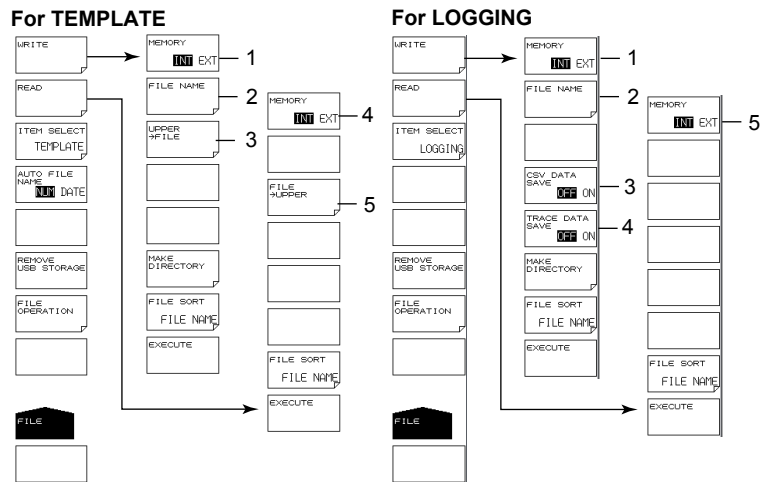 For TEMPLATE
WRITE
READ
ITEM SELECT
TEMPLATE
AUTO FILE
NAME
NUM DATE
REMOVE
USB STORAGE
FILE
OPERATION
FILE
MEMORY
INT EXT
1
FILE NAME
2
UPPER
→FILE
3
MAKE
DIRECTORY
FILE SORT
FILE NAME
EXECUTE
MEMORY
INT EXT
4
FILE
→UPPER
5
FILE SORT
FILE NAME
EXECUTE
For LOGGING
WRITE
READ
ITEM SELECT
LOGGING
REMOVE
USB STORAGE
FILE
OPERATION
FILE
MEMORY
INT EXT
1
FILE NAME
2
CSV DATA
SAVE
OFF ON
3
TRACE DATA
SAVE
OFF ON
4
MAKE
DIRECTORY
FILE SORT
FILE NAME
EXECUTE
MEMORY
INT EXT
5
FILE SORT
FILE NAME
EXECUTE